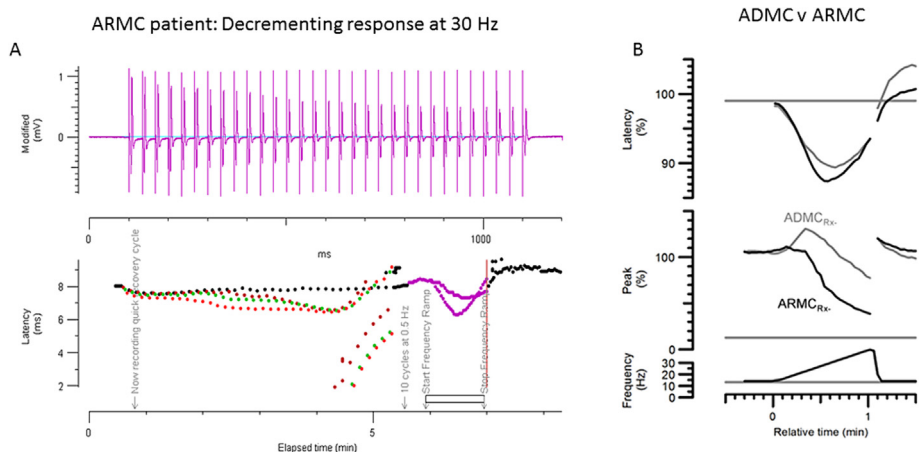 ARMC patient: Decrementing response at 30 Hz
ADMC v ARMC
A
B
Modified
(mV)
1
0
0
1000
ms
Latency
(ms)
8
6
4
2
Now recording quick recovery cycle
10 cycles at 0.5 Hz
Start Frequency Ramp
Stop Frequency Ramp
0
5
Elapsed time (min)
Latency
(%)
100
90
Peak
(%)
100
0
ADMCRx-
ARMCRx-
Frequency
(Hz)
30
20
10
0
0
1
Relative time (min)